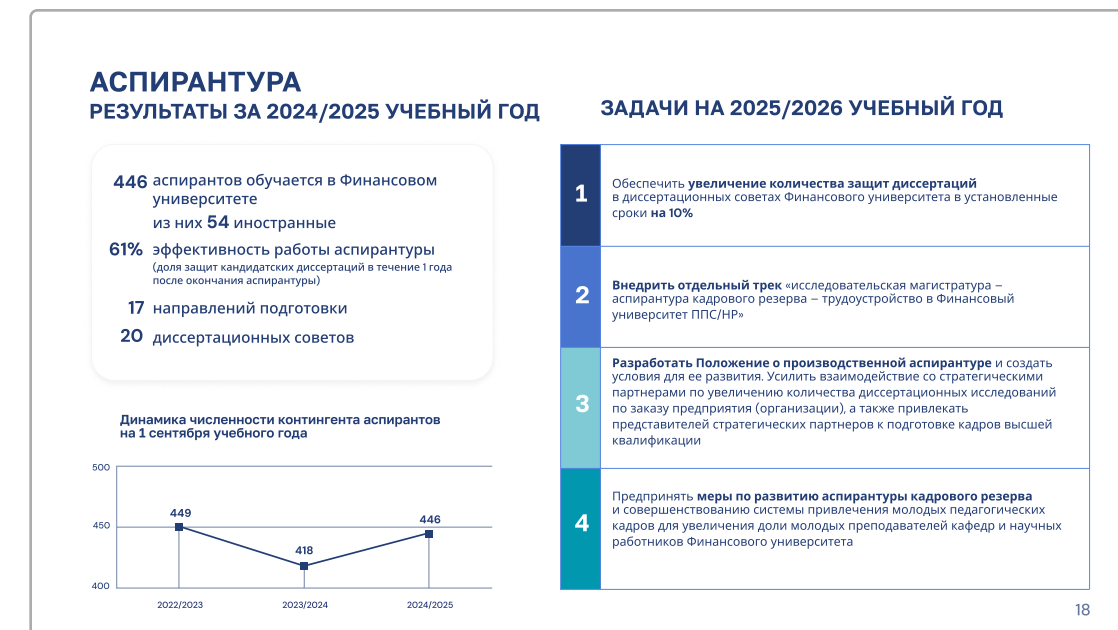 АСПИРАНТУРА
РЕЗУЛЬТАТЫ ЗА 2024/2025 УЧЕБНЫЙ ГОД
446 аспирантов обучается в Финансовом
университете
из них 54 иностранные
61% эффективность работы аспирантуры
(доля защит кандидатских диссертаций в течение 1 года
после окончания аспирантуры)
17 направлений подготовки
20 диссертационных советов
Динамика численности контингента аспирантов
на 1 сентября учебного года
500
450
400
449
418
446
2022/2023
2023/2024
2024/2025
ЗАДАЧИ НА 2025/2026 УЧЕБНЫЙ ГОД
1
Обеспечить увеличение количества защит диссертаций
в диссертационных советах Финансового университета в установленные
сроки на 10%
2
Внедрить отдельный трек «исследовательская магистратура –
аспирантура кадрового резерва – трудоустройство в Финансовый
университет ППС/НР»
3
Разработать Положение о производственной аспирантуре и создать
условия для ее развития. Усилить взаимодействие со стратегическими
партнерами по увеличению количества диссертационных исследований
по заказу предприятия (организации), а также привлекать
представителей стратегических партнеров к подготовке кадров высшей
квалификации
4
Предпринять меры по развитию аспирантуры кадрового резерва
и совершенствованию системы привлечения молодых педагогических
кадров для увеличения доли молодых преподавателей кафедр и научных
работников Финансового университета
18